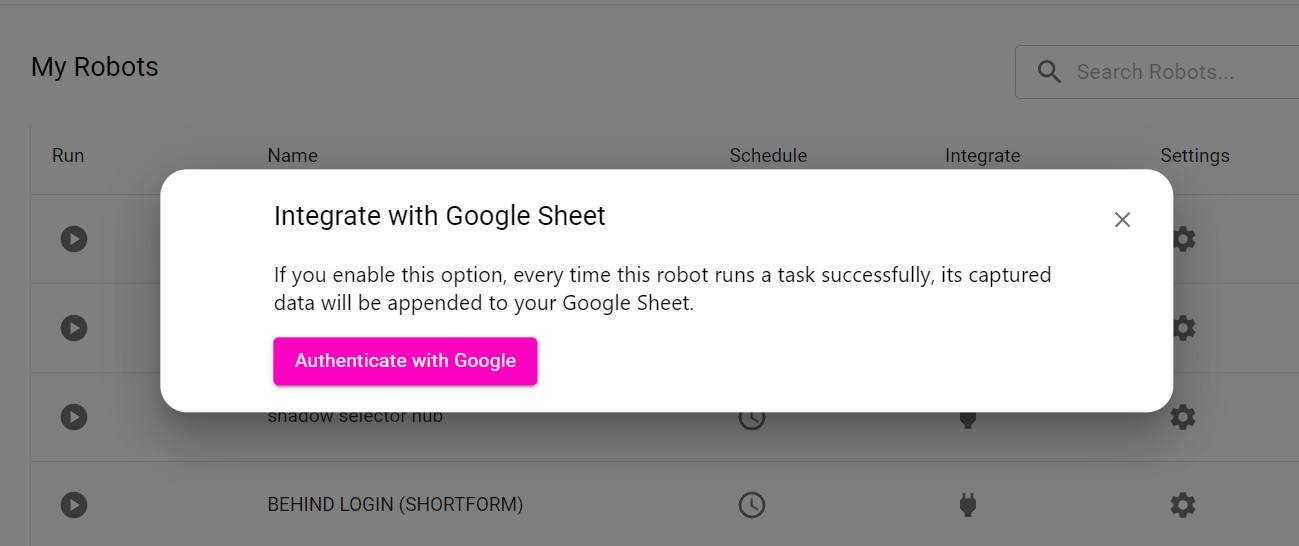 My Robots
Search Robots...
Run Name Schedule Integrate Settings
Integrate with Google Sheet
If you enable this option, every time this robot runs a task successfully, its captured
data will be appended to your Google Sheet.
Authenticate with Google
shadow selector hub
BEHIND LOGIN (SHORTFORM)